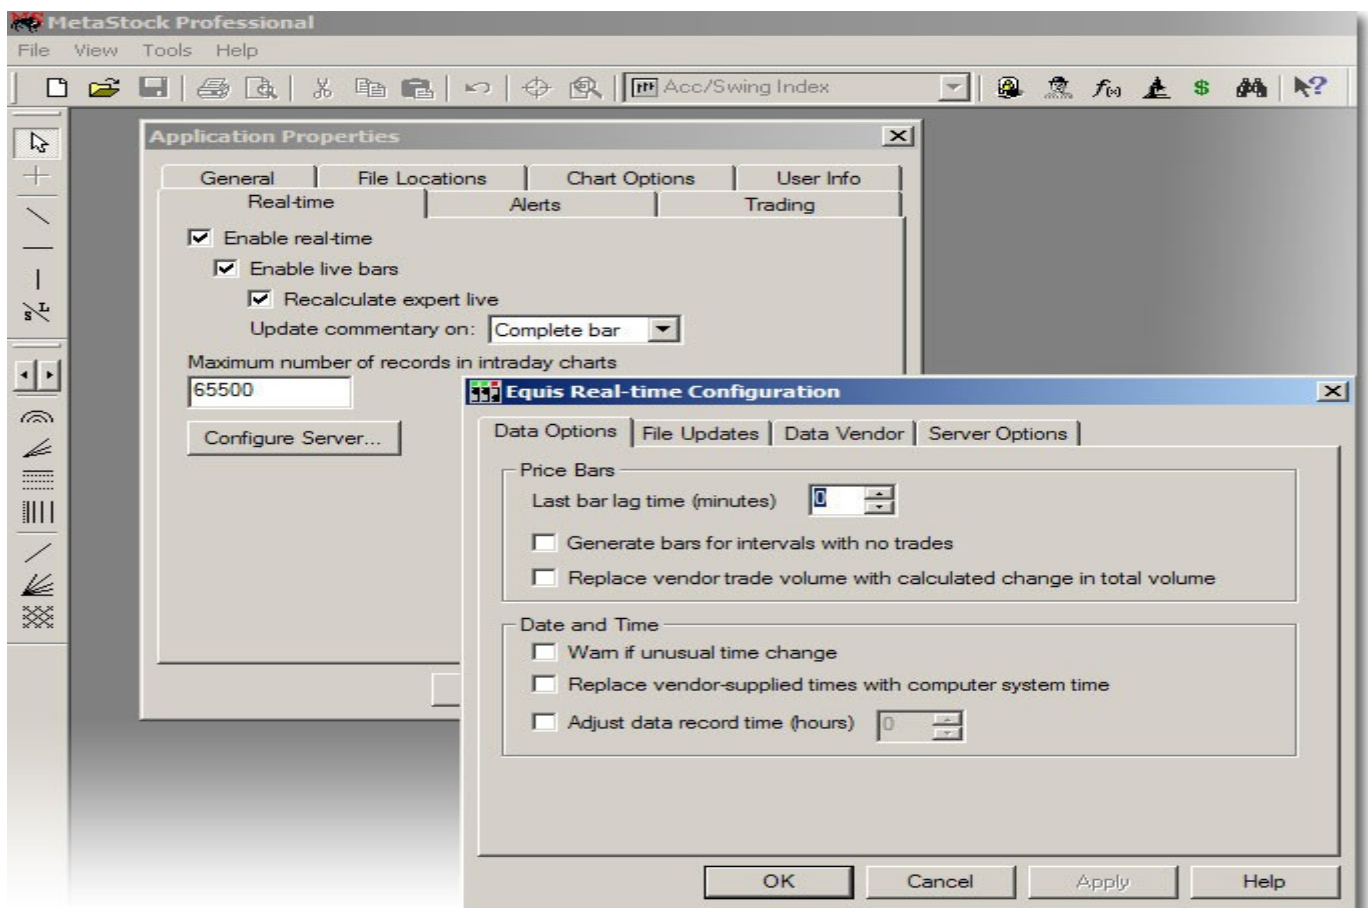 MetaStock Professional
File View Tools Help
Acc/Swing Index
Application Properties
General File Locations Chart Options User Info
Real-time Alerts Trading
Enable real-time
Enable live bars
Recalculate expert live
Update commentary on: Complete bar
Maximum number of records in intraday charts
65500
Configure Server...
Equis Real-time Configuration
Data Options File Updates Data Vendor Server Options
Price Bars
Last bar lag time (minutes) 0
Generate bars for intervals with no trades
Replace vendor trade volume with calculated change in total volume
Date and Time
Warn if unusual time change
Replace vendor-supplied times with computer system time
Adjust data record time (hours) 0
OK Cancel Apply Help